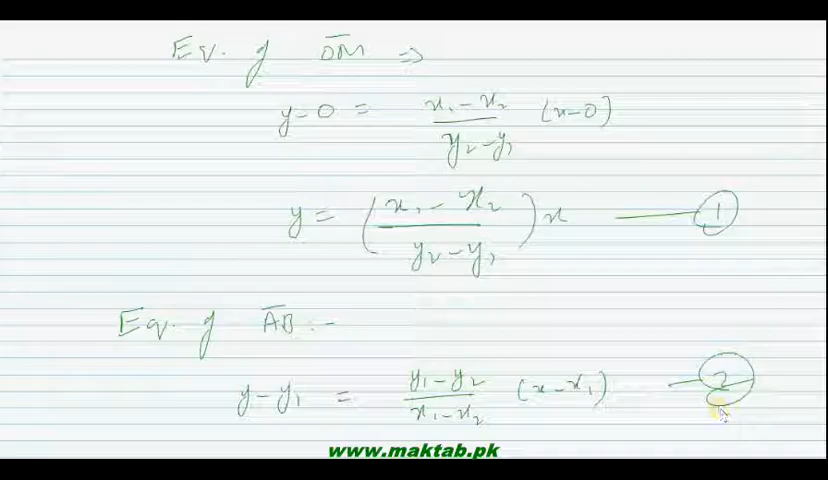 Eq. of OM ⇒
y-0 = x₁-x₂/y₂-y₁ (x-0)
y = (x₁-x₂/y₂-y₁)x — 1
Eq. of AB :-
y-y₁ = y₁-y₂/x₁-x₂ (x-x₁) — 2
www.maktab.pk